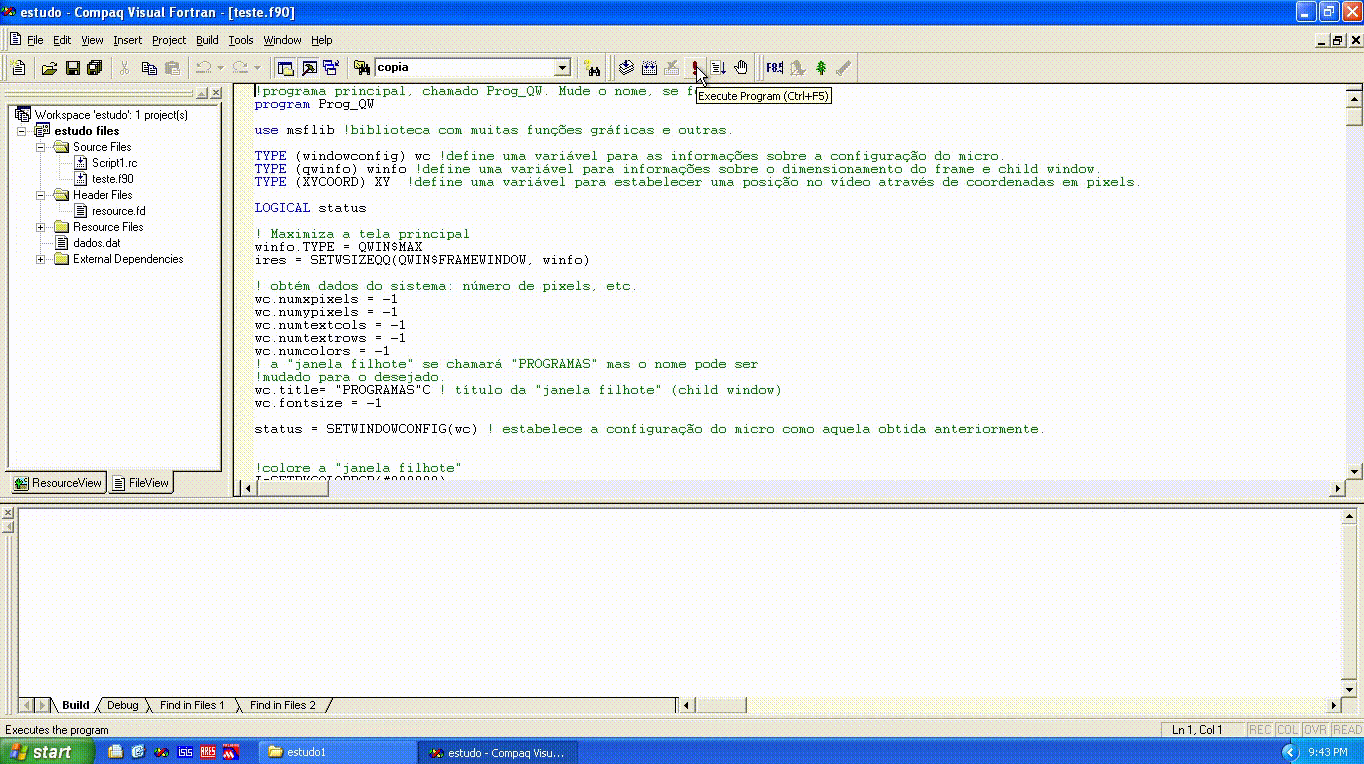 estudo - Compaq Visual Fortran - [teste.f90]
File Edit View Insert Project Build Tools Window Help
copia
Execute Program (Ctrl+F5)
Workspace 'estudo': 1 project(s)
estudo files
Source Files
Script1.rc
teste.f90
Header Files
resource.fd
Resource Files
dados.dat
External Dependencies
ResourceView FileView
!programa principal, chamado Prog_QW. Mude o nome, se
program Prog_QW
use msflib !biblioteca com muitas funções gráficas e outras.
TYPE (windowconfig) wc !define uma variável para as informações sobre a configuração do micro.
TYPE (qwinfo) winfo !define uma variável para informações sobre o dimensionamento do frame e child window.
TYPE (XYCOORD) XY !define uma variável para estabelecer uma posição no vídeo através de coordenadas em pixels.
LOGICAL status
! Maximiza a tela principal
winfo.TYPE = QWIN$MAX
ires = SETWSIZEQQ(QWIN$FRAMEWINDOW, winfo)
! obtém dados do sistema: número de pixels, etc.
wc.numxpixels = -1
wc.numypixels = -1
wc.numtextcols = -1
wc.numtextrows = -1
wc.numcolors = -1
! a "janela filhote" se chamará "PROGRAMAS" mas o nome pode ser
!mudado para o desejado.
wc.title= "PROGRAMAS"C ! título da "janela filhote" (child window)
wc.fontsize = -1
status = SETWINDOWCONFIG(wc) ! estabelece a configuração do micro como aquela obtida anteriormente.
!colore a "janela filhote"
Build Debug Find in Files 1 Find in Files 2
Executes the program
Ln 1, Col 1 REC COL OVR READ
start
estudo1
estudo - Compaq Visu...
9:43 PM